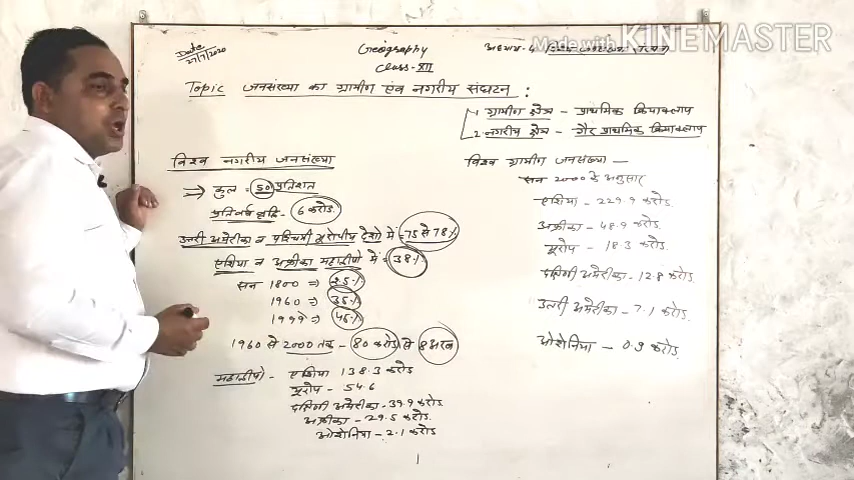 Made with KINEMASTER
Date
27/7/2020
Geography
Class-XII
अध्याय-4
Topic जनसंख्या का ग्रामीण एवं नगरीय संघटन :
1 ग्रामीण क्षेत्र - प्राथमिक क्रियाकलाप
2 नगरीय क्षेत्र - गैर प्राथमिक क्रियाकलाप
विश्व नगरीय जनसंख्या
⇒ कुल = 50 प्रतिशत
प्रतिवर्ष वृद्धि - 6 करोड़
उत्तरी अमेरिका व पश्चिमी यूरोपीय देशो में = 75 से 78%
एशिया व अफ्रीका महाद्वीपो में = 38%
सन 1800 ⇒ 2.5%
1960 ⇒ 35%
1999 ⇒ 45%
1960 से 2000 तक - 80 करोड़ से 8 अरब
महाद्वीपो - एशिया 138.3 करोड़
यूरोप - 54.6
दक्षिणी अमेरिका - 39.9 करोड़
अफ्रीका - 29.5 करोड़
ओशेनिया - 2.1 करोड़
विश्व ग्रामीण जनसंख्या —
सन 2000 के अनुसार
एशिया - 229.9 करोड़
अफ्रीका - 48.9 करोड़
यूरोप - 18.3 करोड़
दक्षिणी अमेरिका - 12.8 करोड़
उत्तरी अमेरिका - 7.1 करोड़
ओशेनिया - 0.9 करोड़